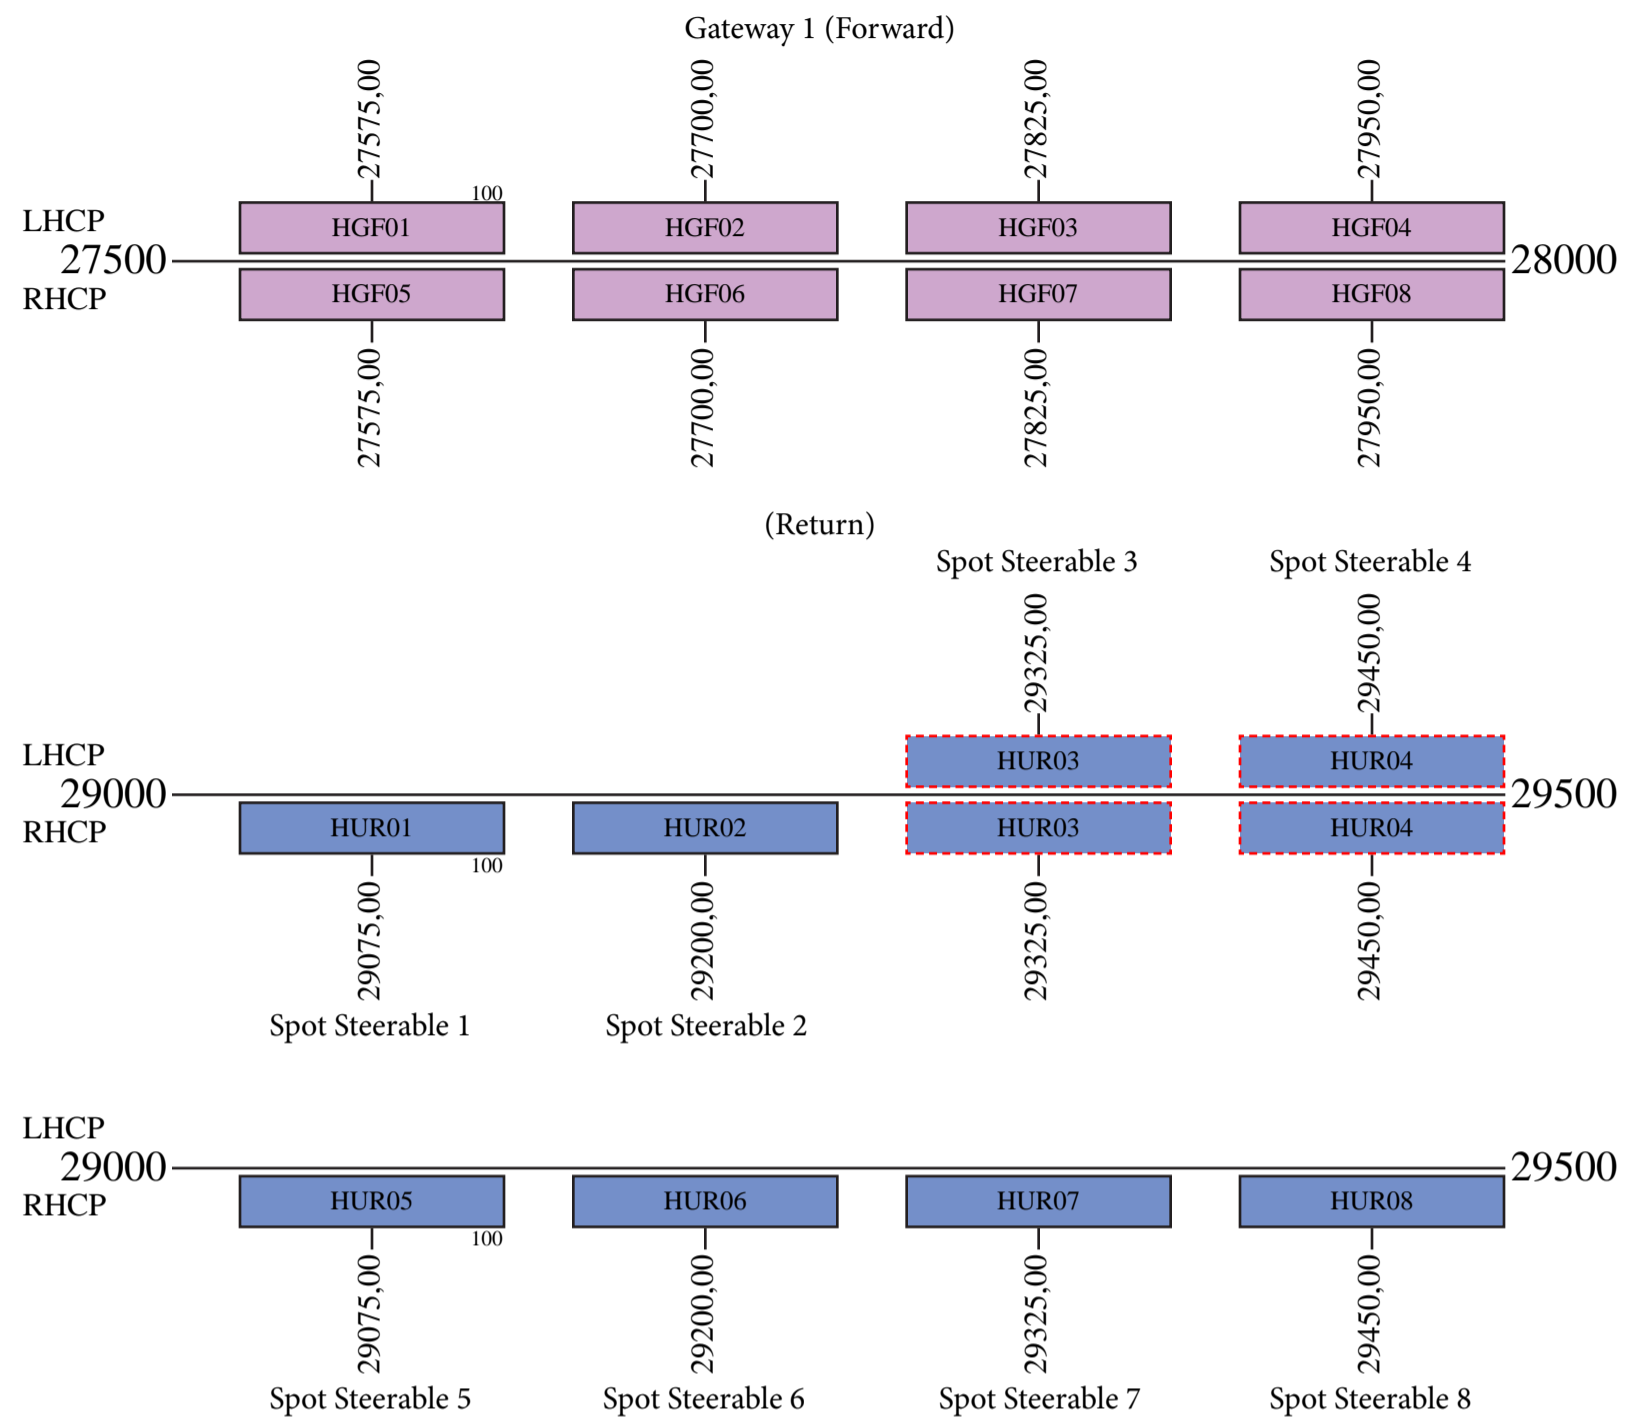 Gateway 1 (Forward)
27575,00 27700,00 27825,00 27950,00
100
LHCP HGF01 HGF02 HGF03 HGF04
27500 28000
RHCP HGF05 HGF06 HGF07 HGF08
27575,00 27700,00 27825,00 27950,00
(Return)
Spot Steerable 3 Spot Steerable 4
29325,00 29450,00
LHCP HUR03 HUR04
29000 29500
RHCP HUR01 HUR02 HUR03 HUR04
100
29075,00 29200,00 29325,00 29450,00
Spot Steerable 1 Spot Steerable 2
LHCP
29000 29500
RHCP HUR05 HUR06 HUR07 HUR08
100
29075,00 29200,00 29325,00 29450,00
Spot Steerable 5 Spot Steerable 6 Spot Steerable 7 Spot Steerable 8